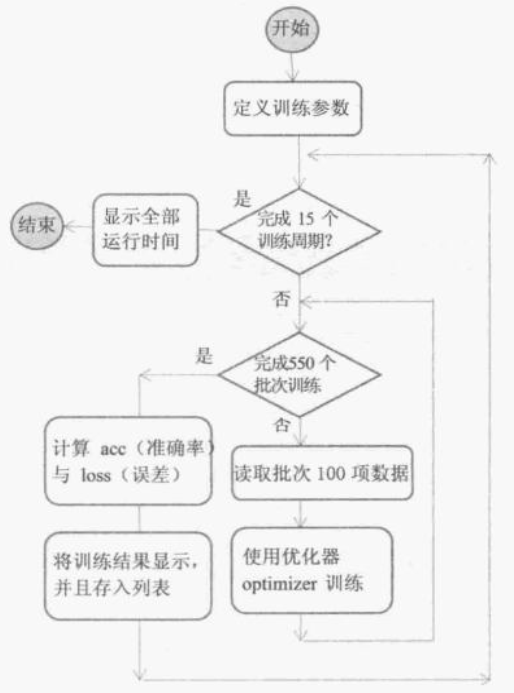 开始
定义训练参数
是
完成 15 个
训练周期?
显示全部
运行时间
结束
否
是
完成550 个
批次训练
否
计算 acc（准确率）
与 loss（误差）
读取批次 100 项数据
将训练结果显示，
并且存入列表
使用优化器
optimizer 训练